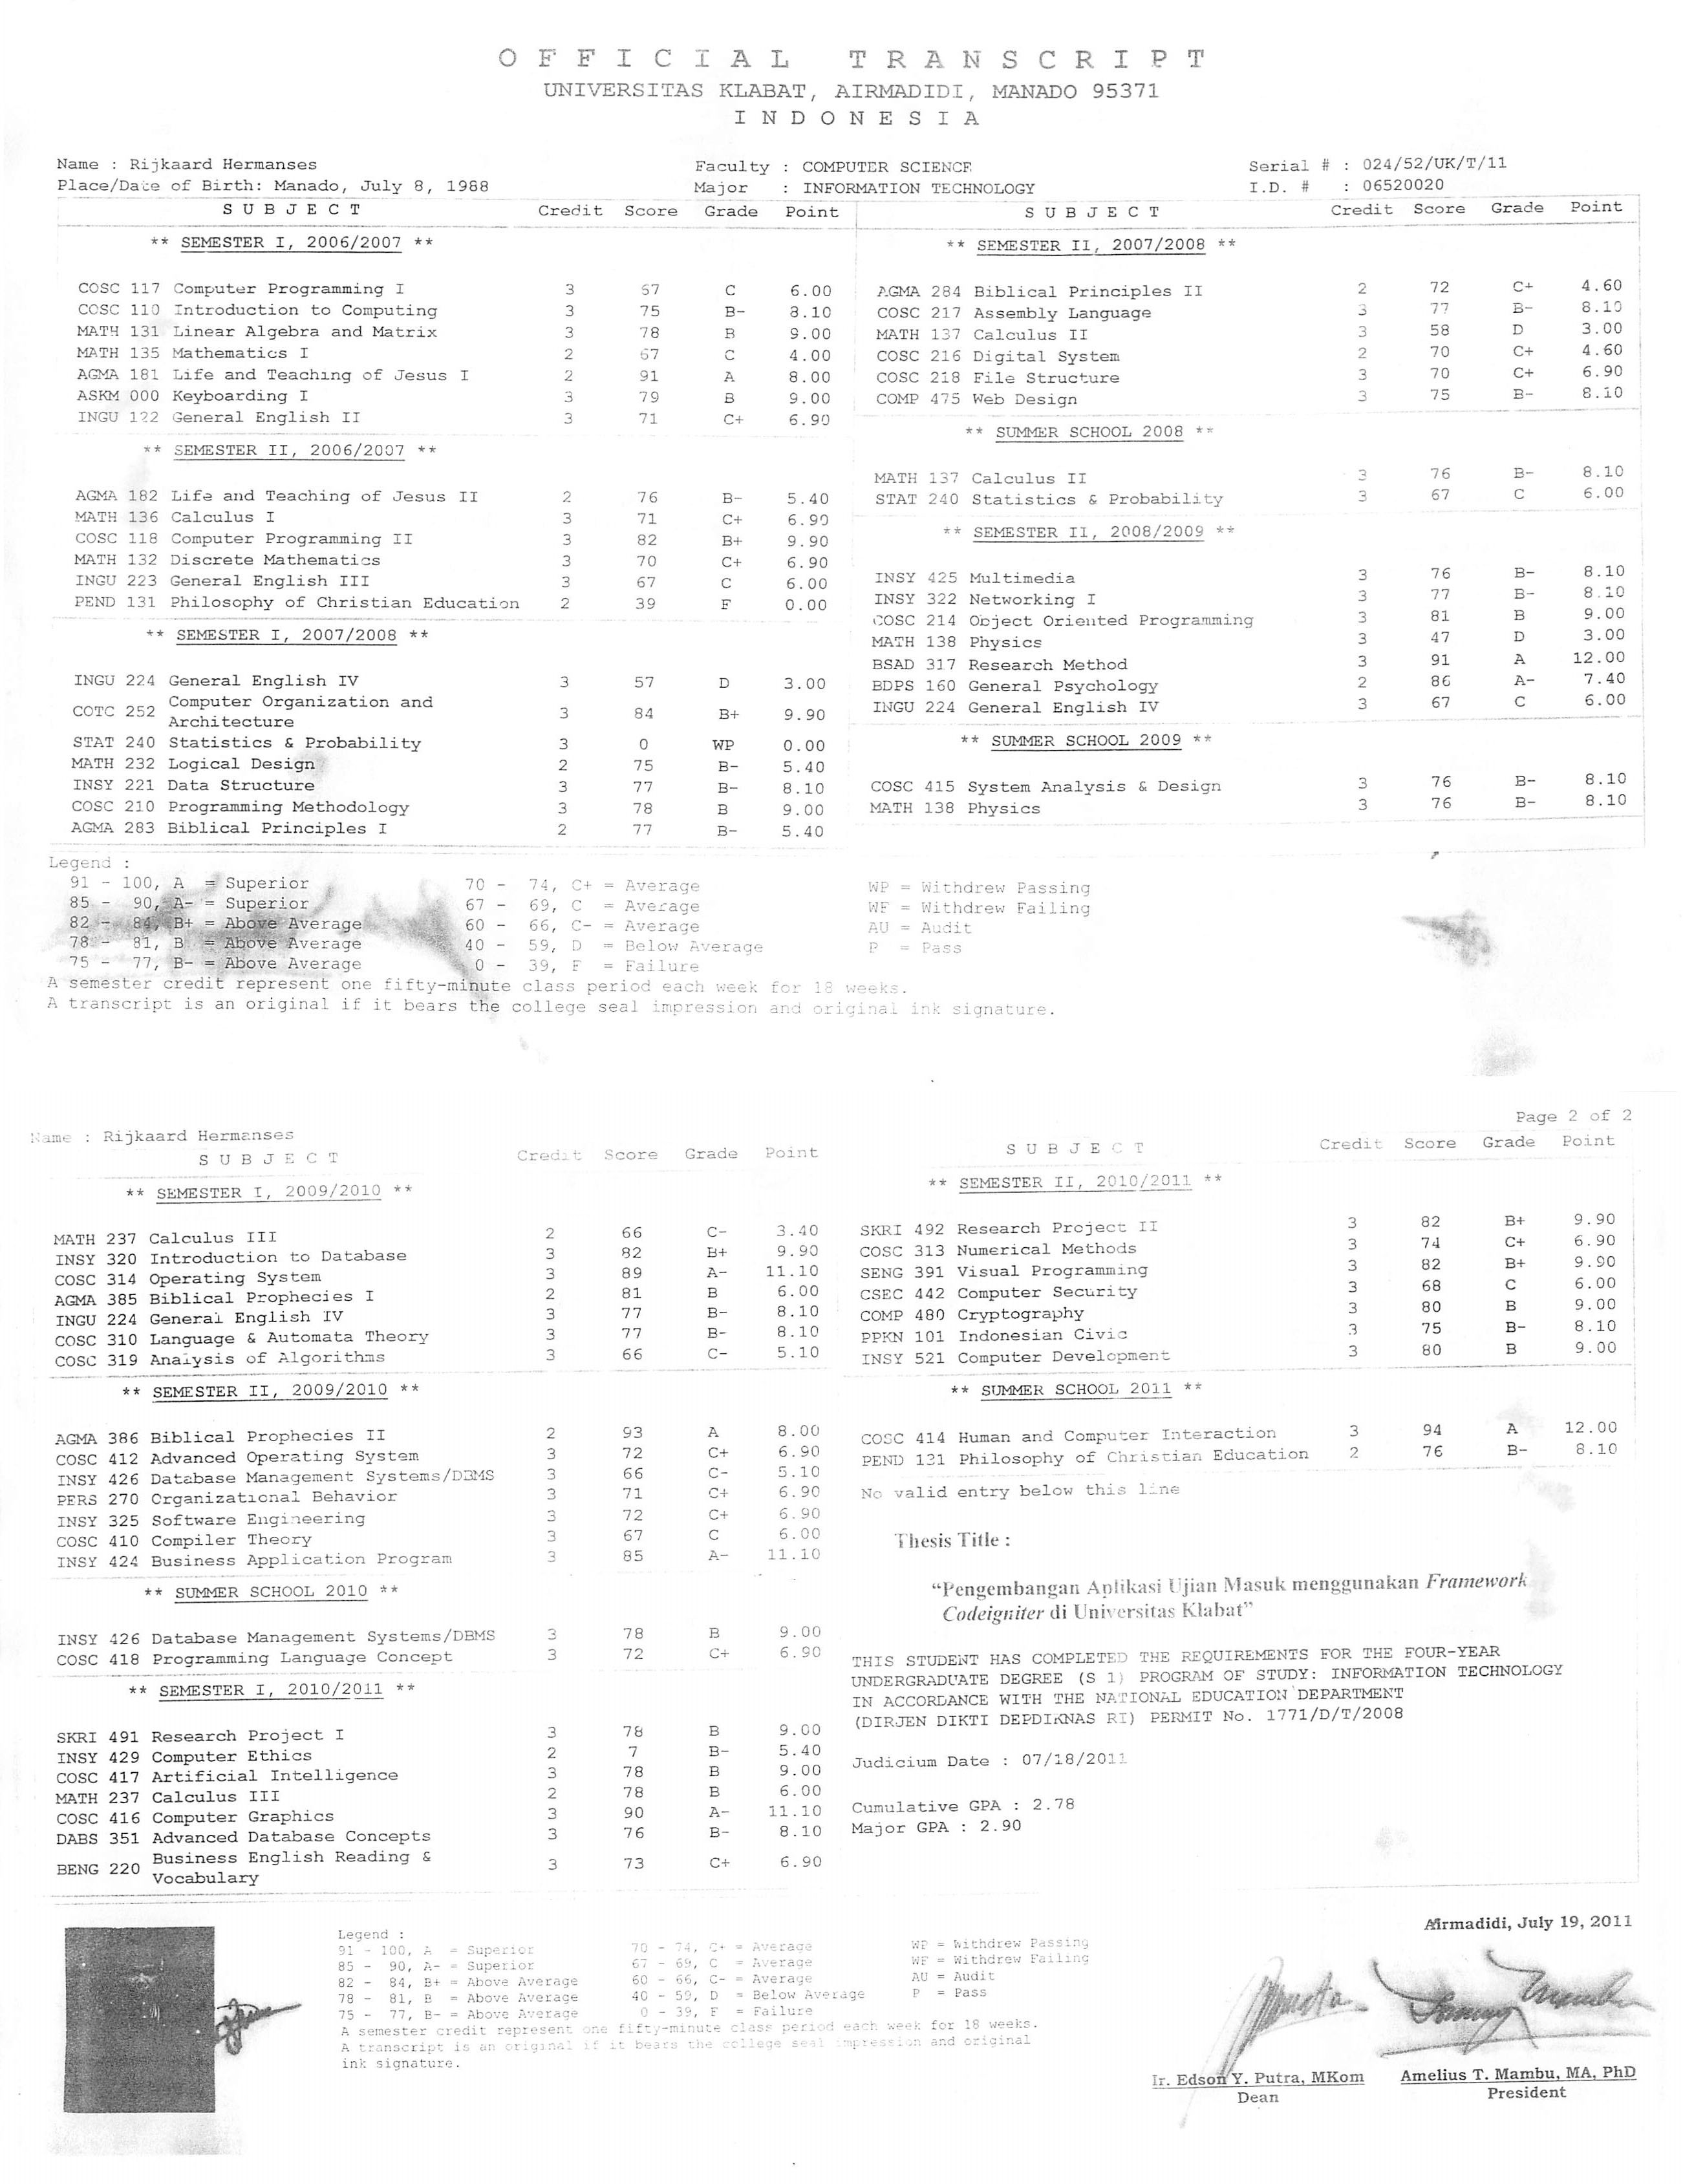 OFFICIAL TRANSCRIPT
UNIVERSITAS KLABAT, AIRMADIDI, MANADO 95371
INDONESIA
Name : Rijkaard Hermanses
Place/Date of Birth: Manado, July 8, 1988
Faculty : COMPUTER SCIENCE
Major : INFORMATION TECHNOLOGY
Serial # : 024/52/UK/T/11
I.D. # : 06520020
SUBJECT Credit Score Grade Point
** SEMESTER I, 2006/2007 **
COSC 117 Computer Programming I 3 67 C 6.00
COSC 110 Introduction to Computing 3 75 B- 8.10
MATH 131 Linear Algebra and Matrix 3 78 B 9.00
MATH 135 Mathematics I 2 67 C 4.00
AGMA 181 Life and Teaching of Jesus I 2 91 A 8.00
ASKM 000 Keyboarding I 3 79 B 9.00
INGU 122 General English II 3 71 C+ 6.90
** SEMESTER II, 2006/2007 **
AGMA 182 Life and Teaching of Jesus II 2 76 B- 5.40
MATH 136 Calculus I 3 71 C+ 6.90
COSC 118 Computer Programming II 3 82 B+ 9.90
MATH 132 Discrete Mathematics 3 70 C+ 6.90
INGU 223 General English III 3 67 C 6.00
PEND 131 Philosophy of Christian Education 2 39 F 0.00
** SEMESTER I, 2007/2008 **
INGU 224 General English IV 3 57 D 3.00
COTC 252 Computer Organization and
Architecture 3 84 B+ 9.90
STAT 240 Statistics & Probability 3 0 WP 0.00
MATH 232 Logical Design 2 75 B- 5.40
INSY 221 Data Structure 3 77 B- 8.10
COSC 210 Programming Methodology 3 78 B 9.00
AGMA 283 Biblical Principles I 2 77 B- 5.40
SUBJECT Credit Score Grade Point
** SEMESTER II, 2007/2008 **
AGMA 284 Biblical Principles II 2 72 C+ 4.60
COSC 217 Assembly Language 3 77 B- 8.10
MATH 137 Calculus II 3 58 D 3.00
COSC 216 Digital System 2 70 C+ 4.60
COSC 218 File Structure 3 70 C+ 6.90
COMP 475 Web Design 3 75 B- 8.10
** SUMMER SCHOOL 2008 **
MATH 137 Calculus II 3 76 B- 8.10
STAT 240 Statistics & Probability 3 67 C 6.00
** SEMESTER II, 2008/2009 **
INSY 425 Multimedia 3 76 B- 8.10
INSY 322 Networking I 3 77 B- 8.10
COSC 214 Object Oriented Programming 3 81 B 9.00
MATH 138 Physics 3 47 D 3.00
BSAD 317 Research Method 3 91 A 12.00
BDPS 160 General Psychology 2 86 A- 7.40
INGU 224 General English IV 3 67 C 6.00
** SUMMER SCHOOL 2009 **
COSC 415 System Analysis & Design 3 76 B- 8.10
MATH 138 Physics 3 76 B- 8.10
Legend :
91 - 100, A = Superior 70 - 74, C+ = Average WP = Withdrew Passing
85 - 90, A- = Superior 67 - 69, C = Average WF = Withdrew Failing
82 - 84, B+ = Above Average 60 - 66, C- = Average AU = Audit
78 - 81, B = Above Average 40 - 59, D = Below Average P = Pass
75 - 77, B- = Above Average 0 - 39, F = Failure
A semester credit represent one fifty-minute class period each week for 18 weeks.
A transcript is an original if it bears the college seal impression and original ink signature.
Page 2 of 2
Name : Rijkaard Hermanses
SUBJECT Credit Score Grade Point
** SEMESTER I, 2009/2010 **
MATH 237 Calculus III 2 66 C- 3.40
INSY 320 Introduction to Database 3 82 B+ 9.90
COSC 314 Operating System 3 89 A- 11.10
AGMA 385 Biblical Prophecies I 2 81 B 6.00
INGU 224 General English IV 3 77 B- 8.10
COSC 310 Language & Automata Theory 3 77 B- 8.10
COSC 319 Analysis of Algorithms 3 66 C- 5.10
** SEMESTER II, 2009/2010 **
AGMA 386 Biblical Prophecies II 2 93 A 8.00
COSC 412 Advanced Operating System 3 72 C+ 6.90
INSY 426 Database Management Systems/DBMS 3 66 C- 5.10
PERS 270 Organizational Behavior 3 71 C+ 6.90
INSY 325 Software Engineering 3 72 C+ 6.90
COSC 410 Compiler Theory 3 67 C 6.00
INSY 424 Business Application Program 3 85 A- 11.10
** SUMMER SCHOOL 2010 **
INSY 426 Database Management Systems/DBMS 3 78 B 9.00
COSC 418 Programming Language Concept 3 72 C+ 6.90
** SEMESTER I, 2010/2011 **
SKRI 491 Research Project I 3 78 B 9.00
INSY 429 Computer Ethics 2 7 B- 5.40
COSC 417 Artificial Intelligence 3 78 B 9.00
MATH 237 Calculus III 2 78 B 6.00
COSC 416 Computer Graphics 3 90 A- 11.10
DABS 351 Advanced Database Concepts 3 76 B- 8.10
BENG 220 Business English Reading &
Vocabulary 3 73 C+ 6.90
SUBJECT Credit Score Grade Point
** SEMESTER II, 2010/2011 **
SKRI 492 Research Project II 3 82 B+ 9.90
COSC 313 Numerical Methods 3 74 C+ 6.90
SENG 391 Visual Programming 3 82 B+ 9.90
CSEC 442 Computer Security 3 68 C 6.00
COMP 480 Cryptography 3 80 B 9.00
PPKN 101 Indonesian Civic 3 75 B- 8.10
INSY 521 Computer Development 3 80 B 9.00
** SUMMER SCHOOL 2011 **
COSC 414 Human and Computer Interaction 3 94 A 12.00
PEND 131 Philosophy of Christian Education 2 76 B- 8.10
No valid entry below this line
Thesis Title :
“Pengembangan Aplikasi Ujian Masuk menggunakan Framework
Codeigniter di Universitas Klabat”
THIS STUDENT HAS COMPLETED THE REQUIREMENTS FOR THE FOUR-YEAR
UNDERGRADUATE DEGREE (S 1) PROGRAM OF STUDY: INFORMATION TECHNOLOGY
IN ACCORDANCE WITH THE NATIONAL EDUCATION DEPARTMENT
(DIRJEN DIKTI DEPDIKNAS RI) PERMIT No. 1771/D/T/2008
Judicium Date : 07/18/2011
Cumulative GPA : 2.78
Major GPA : 2.90
Legend :
91 - 100, A = Superior 70 - 74, C+ = Average WP = Withdrew Passing
85 - 90, A- = Superior 67 - 69, C = Average WF = Withdrew Failing
82 - 84, B+ = Above Average 60 - 66, C- = Average AU = Audit
78 - 81, B = Above Average 40 - 59, D = Below Average P = Pass
75 - 77, B- = Above Average 0 - 39, F = Failure
A semester credit represent one fifty-minute class period each week for 18 weeks.
A transcript is an original if it bears the college seal impression and original
ink signature.
Airmadidi, July 19, 2011
Ir. Edson Y. Putra, MKom
Dean
Amelius T. Mambu, MA, PhD
President